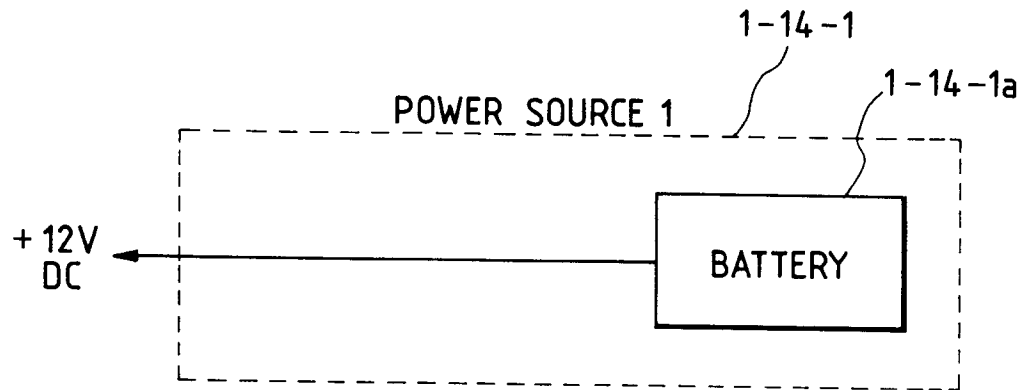 1-14-1
1-14-1a
POWER SOURCE 1
+12V
DC
BATTERY